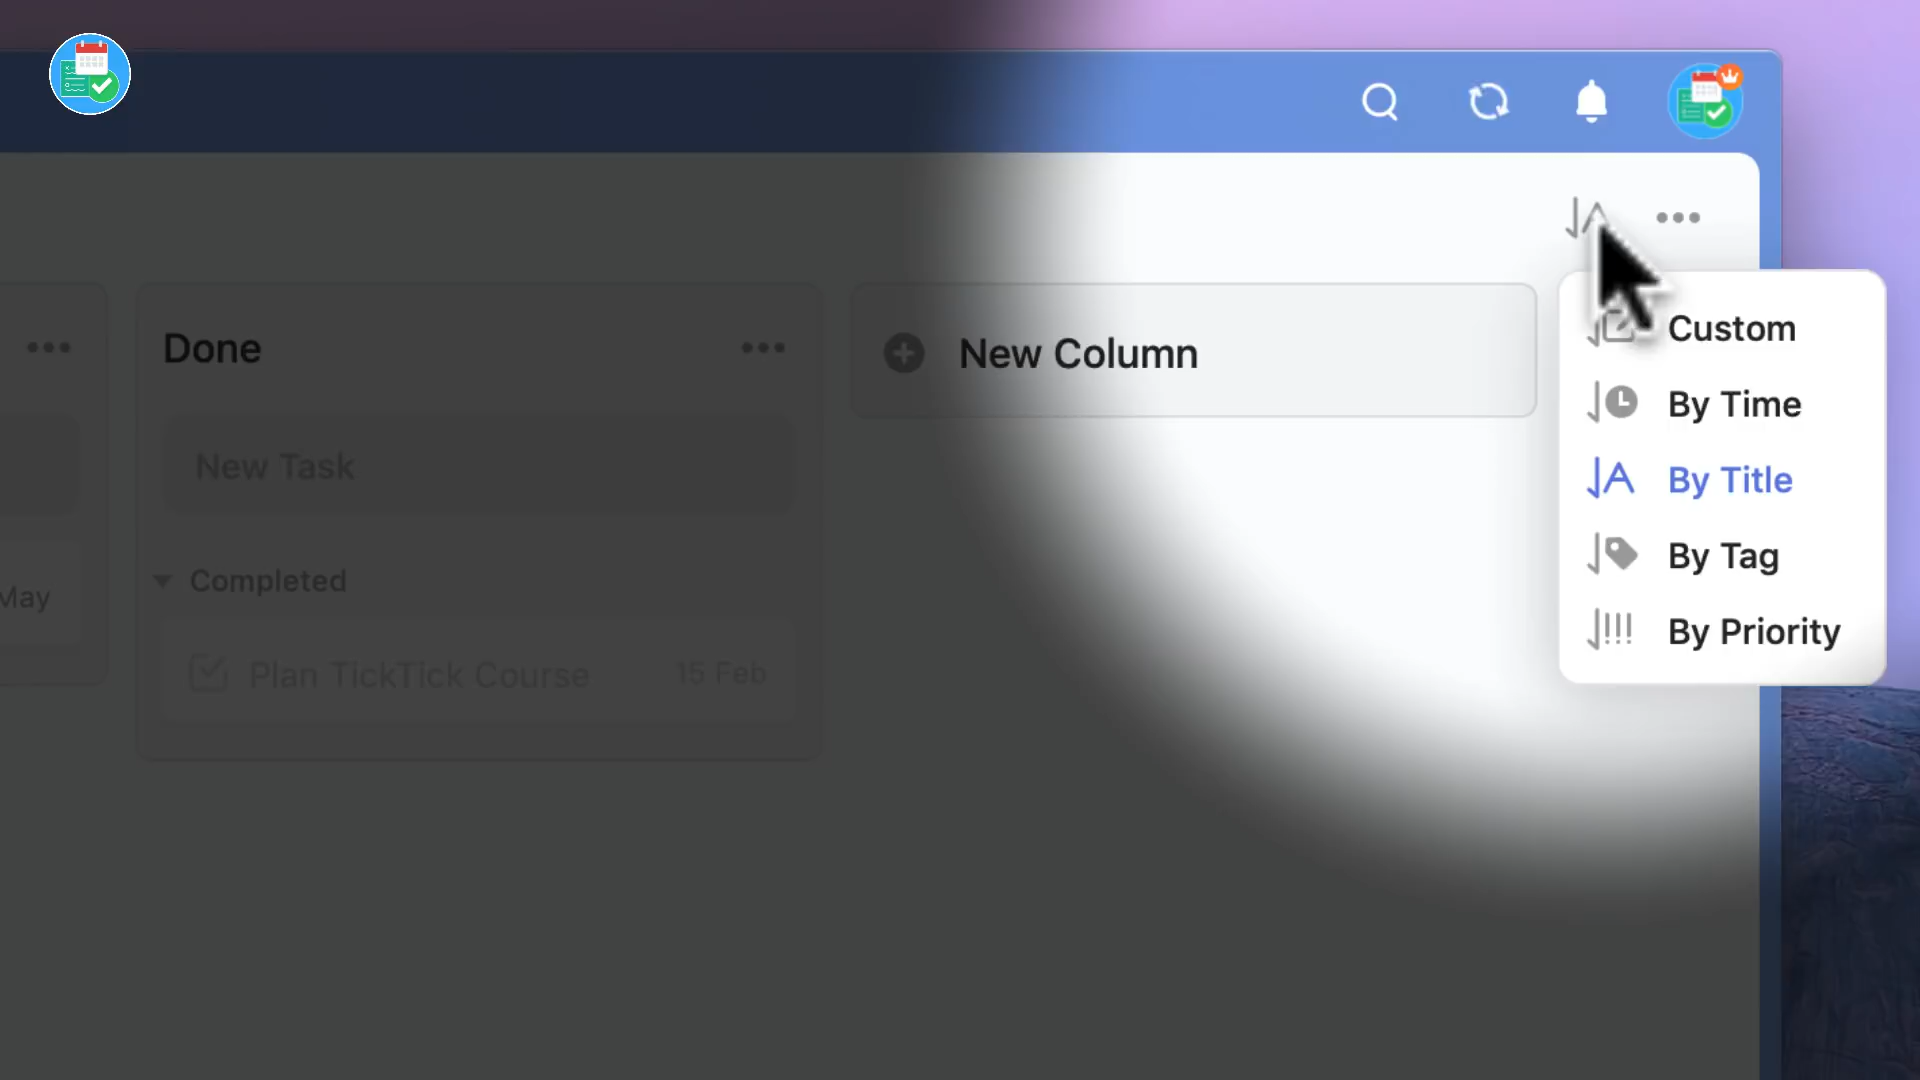 Done
New Task
Completed
May
Plan TickTick Course
15 Feb
New Column
Custom
By Time
By Title
By Tag
By Priority